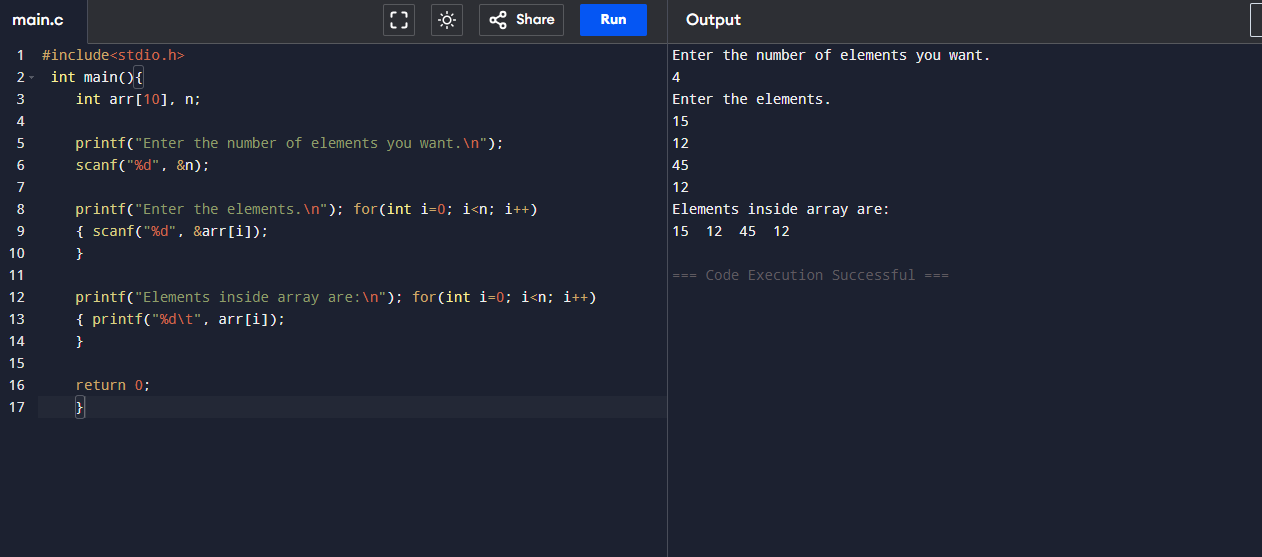 main.c Share Run
1 #include<stdio.h>
2 int main(){
3 int arr[10], n;
4
5 printf("Enter the number of elements you want.\n");
6 scanf("%d", &n);
7
8 printf("Enter the elements.\n"); for(int i=0; i<n; i++)
9 { scanf("%d", &arr[i]);
10 }
11
12 printf("Elements inside array are:\n"); for(int i=0; i<n; i++)
13 { printf("%d\t", arr[i]);
14 }
15
16 return 0;
17 }
Output
Enter the number of elements you want.
4
Enter the elements.
15
12
45
12
Elements inside array are:
15 12 45 12
=== Code Execution Successful ===